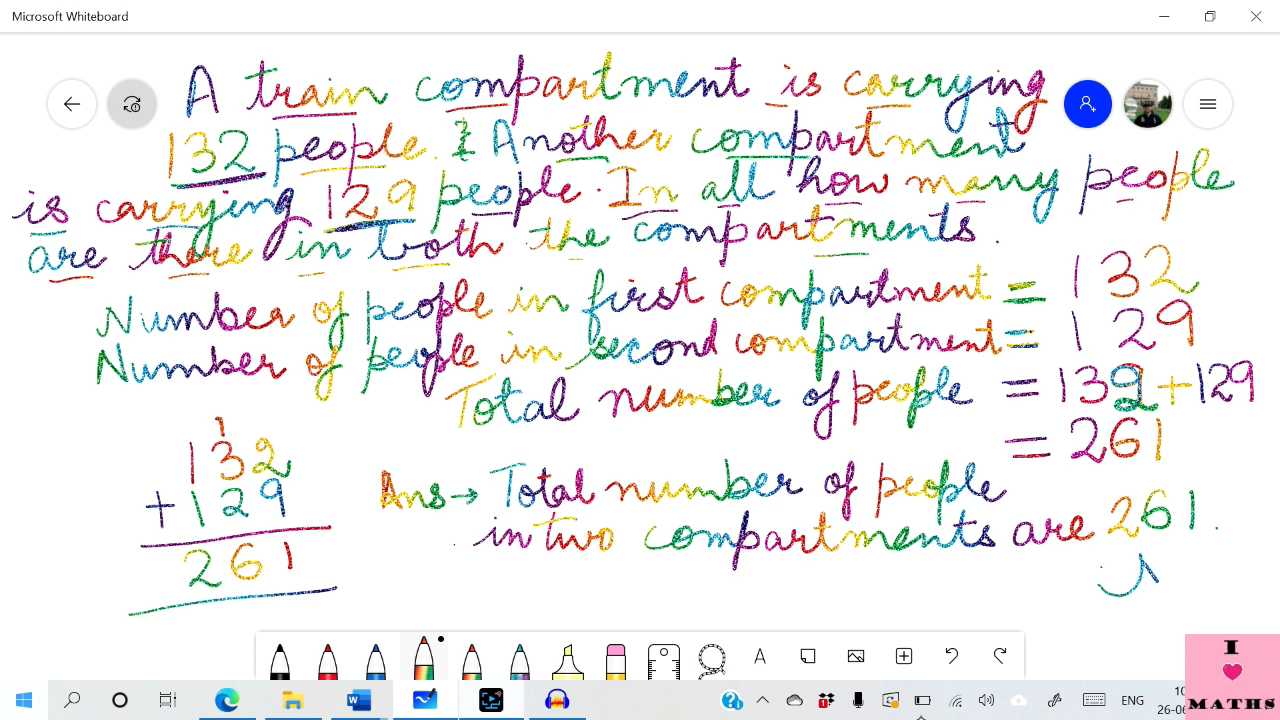 Microsoft Whiteboard
A train compartment is carrying
132 people. & Another compartment
is carrying 129 people. In all how many people
are there in both the compartments.
Number of people in first compartment = 132
Number of people in second compartment = 129
Total number of people = 132+129
= 261
1
132
+129
261
Ans → Total number of people
in two compartments are 261.
A
ENG
10
26-06
I
MATHS